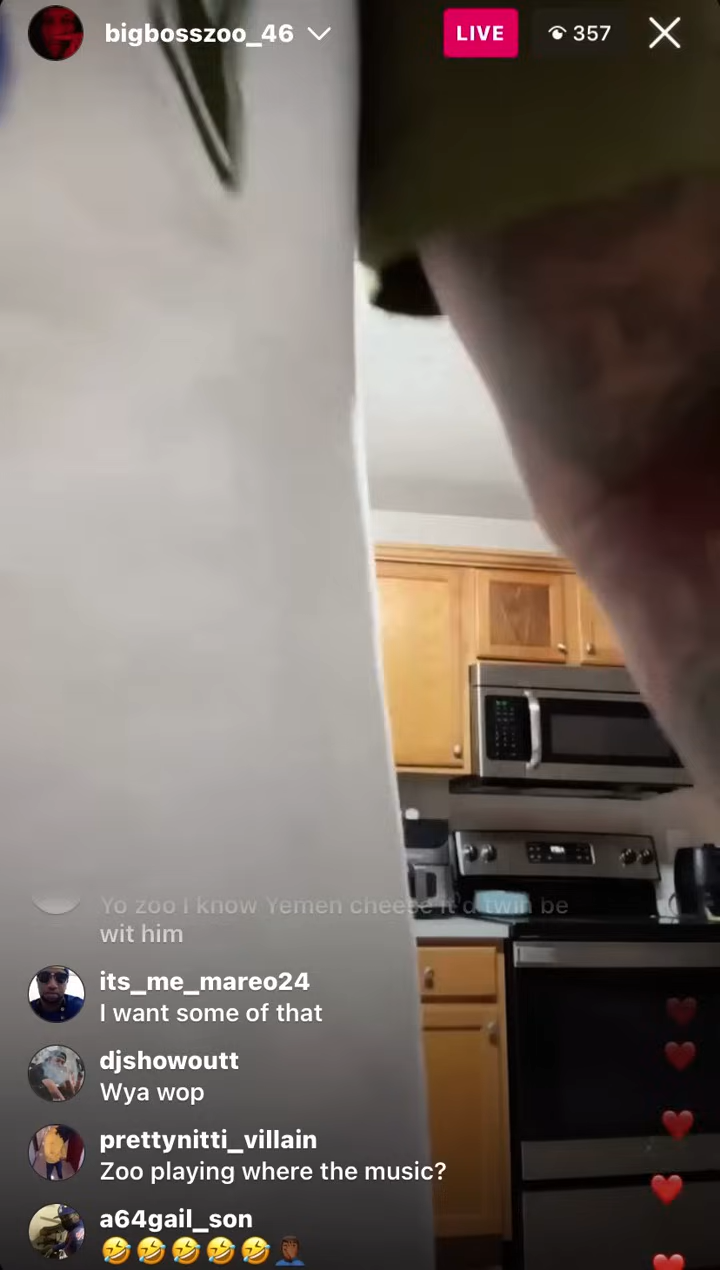 bigbosszoo_46
LIVE
357
Yo zoo I know Yemen cheese it'd twin be
wit him
its_me_mareo24
I want some of that
djshowoutt
Wya wop
prettynitti_villain
Zoo playing where the music?
a64gail_son
🤣🤣🤣🤣🤣🤦🏾‍♂️